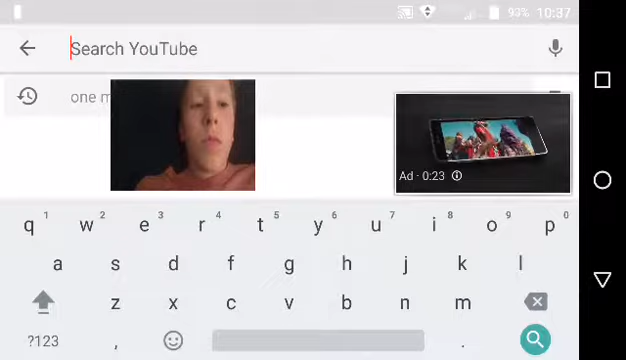 93% 10:37
Search YouTube
one m
Ad · 0:23
q 1 w 2 e 3 r 4 t 5 y 6 u 7 i 8 o 9 p 0
a s d f g h j k l
z x c v b n m
?123 , .